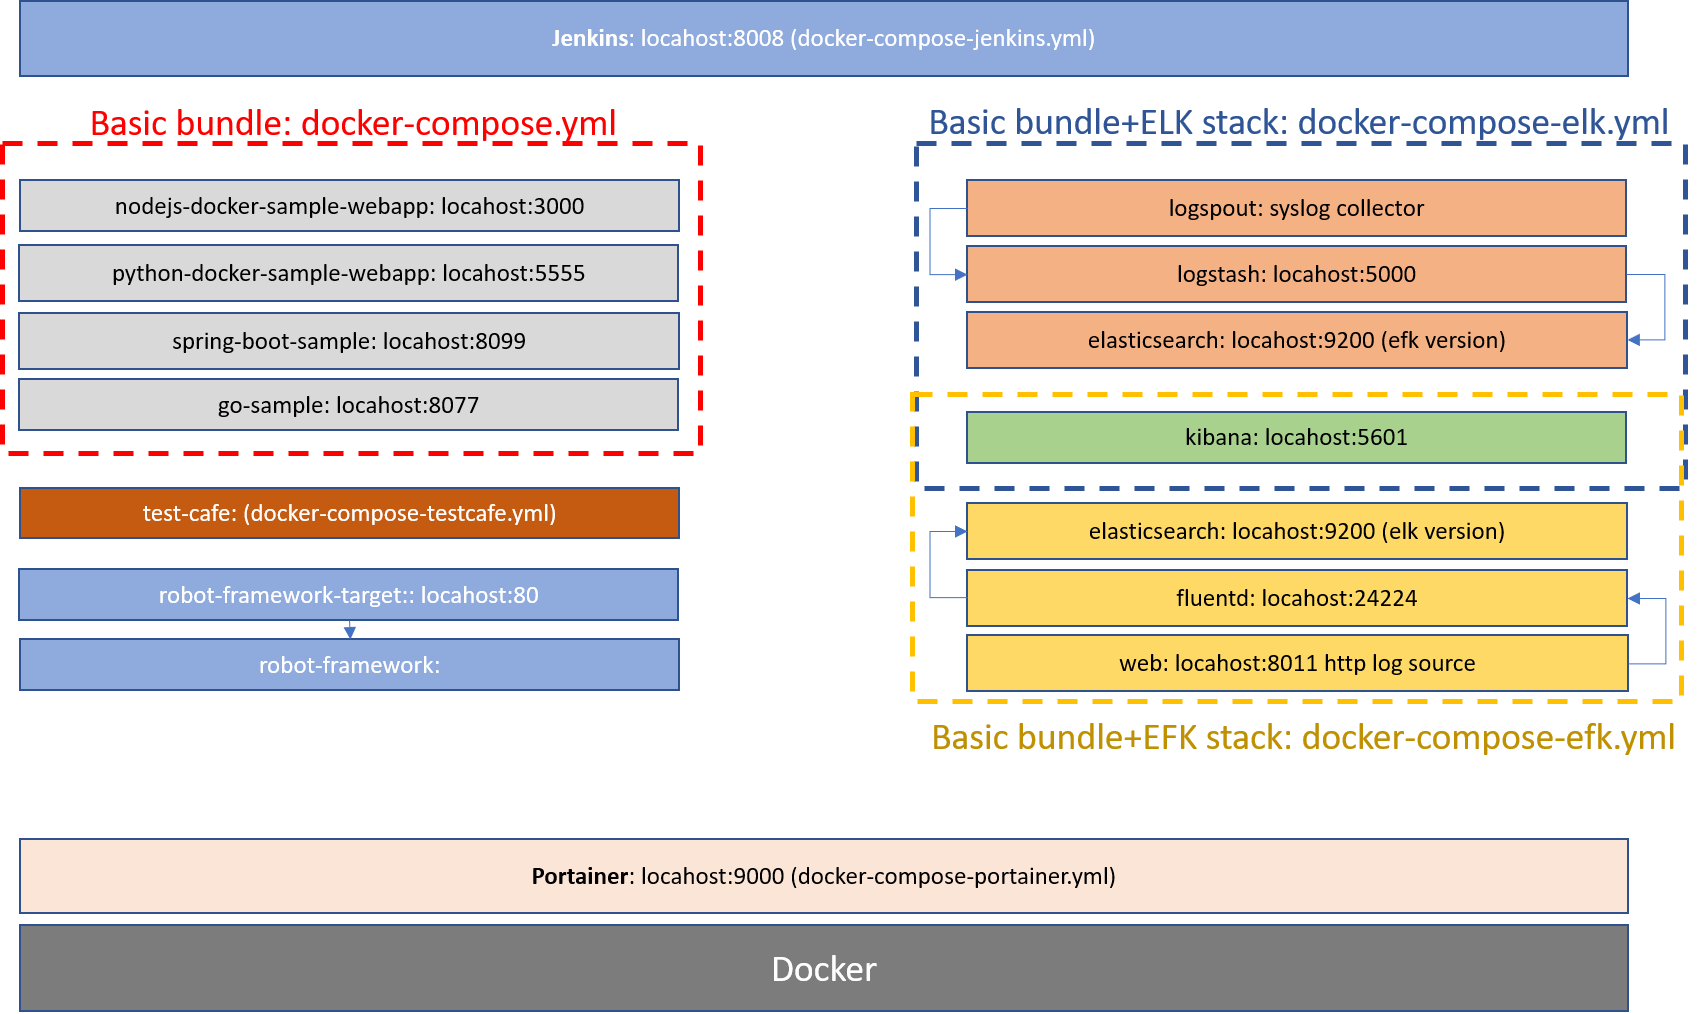 Jenkins: locahost:8008 (docker-compose-jenkins.yml)
Basic bundle: docker-compose.yml
nodejs-docker-sample-webapp: locahost:3000
python-docker-sample-webapp: locahost:5555
spring-boot-sample: locahost:8099
go-sample: locahost:8077
test-cafe: (docker-compose-testcafe.yml)
robot-framework-target:: locahost:80
robot-framework:
Basic bundle+ELK stack: docker-compose-elk.yml
logspout: syslog collector
logstash: locahost:5000
elasticsearch: locahost:9200 (efk version)
kibana: locahost:5601
elasticsearch: locahost:9200 (elk version)
fluentd: locahost:24224
web: locahost:8011 http log source
Basic bundle+EFK stack: docker-compose-efk.yml
Portainer: locahost:9000 (docker-compose-portainer.yml)
Docker